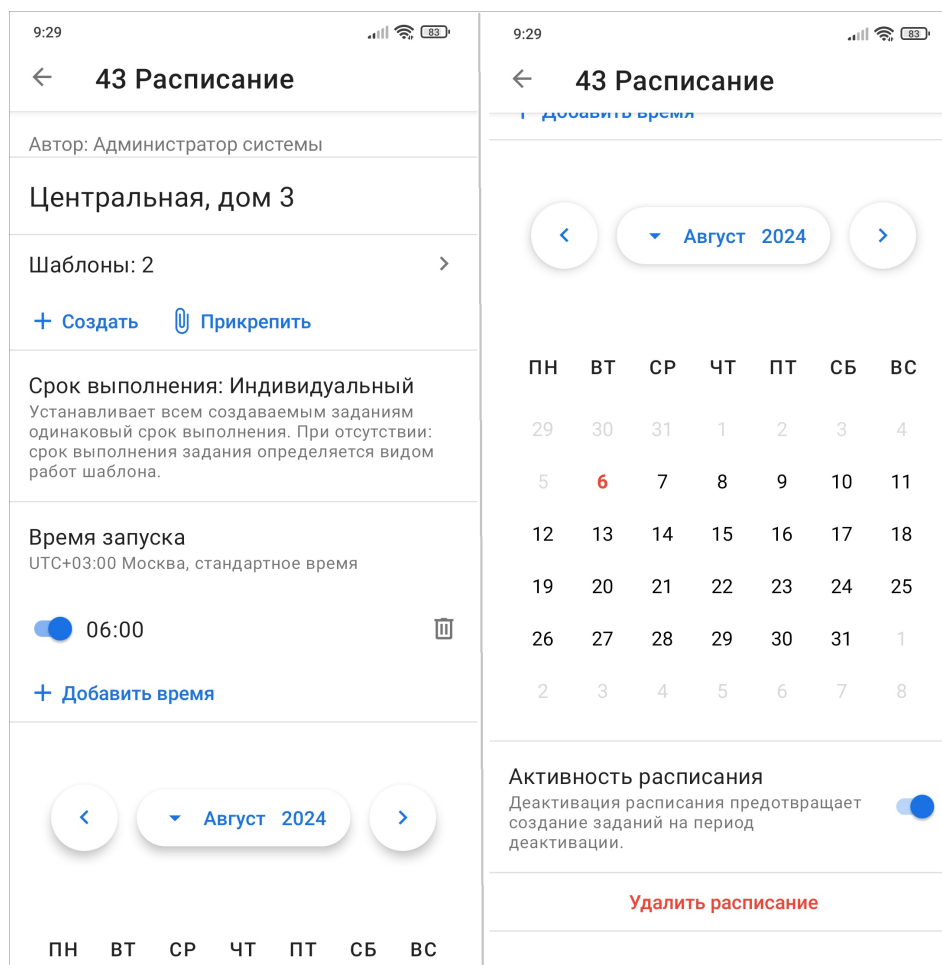 9:29
83
43 Расписание
Автор: Администратор системы
Центральная, дом 3
Шаблоны: 2
Создать Прикрепить
Срок выполнения: Индивидуальный
Устанавливает всем создаваемым заданиям
одинаковый срок выполнения. При отсутствии:
срок выполнения задания определяется видом
работ шаблона.
Время запуска
UTC+03:00 Москва, стандартное время
06:00
+ Добавить время
Август 2024
ПН ВТ СР ЧТ ПТ СБ ВС
9:29
83
43 Расписание
+ Добавить время
Август 2024
ПН ВТ СР ЧТ ПТ СБ ВС
29 30 31 1 2 3 4
5 6 7 8 9 10 11
12 13 14 15 16 17 18
19 20 21 22 23 24 25
26 27 28 29 30 31 1
2 3 4 5 6 7 8
Активность расписания
Деактивация расписания предотвращает
создание заданий на период
деактивации.
Удалить расписание